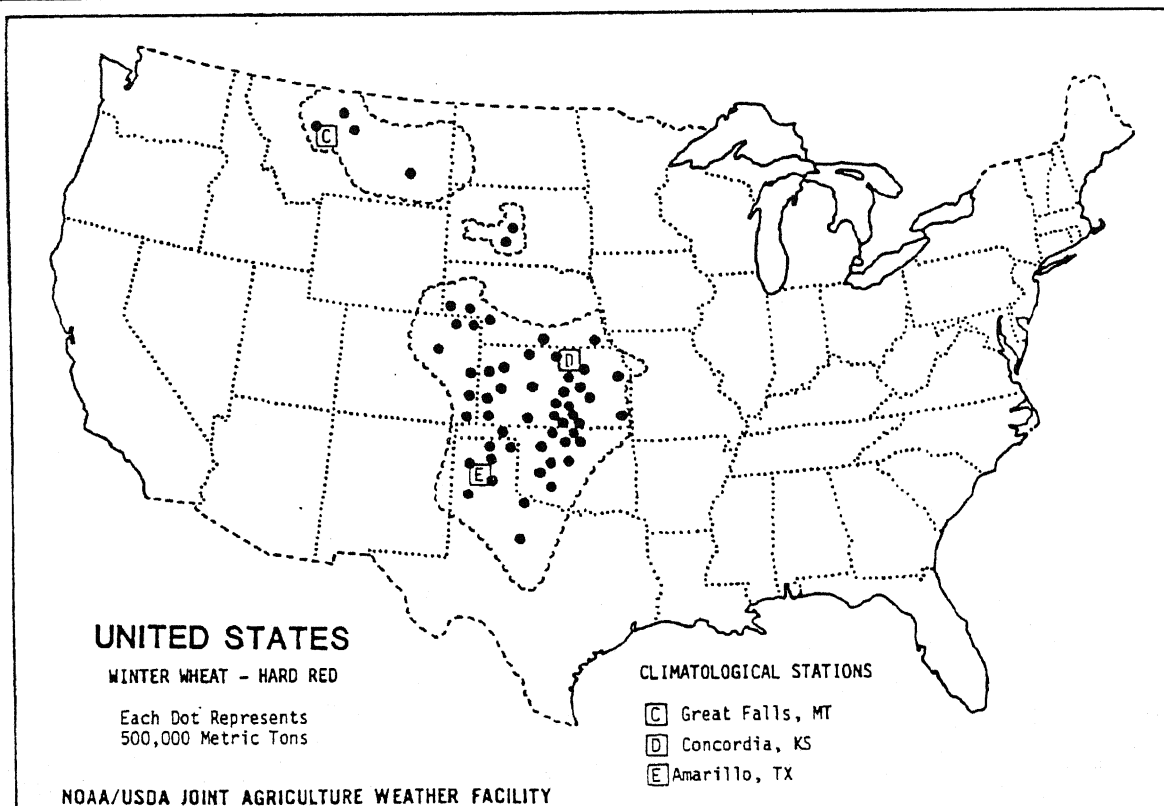 C
D
E
UNITED STATES
WINTER WHEAT - HARD RED
Each Dot Represents
500,000 Metric Tons
CLIMATOLOGICAL STATIONS
C Great Falls, MT
D Concordia, KS
E Amarillo, TX
NOAA/USDA JOINT AGRICULTURE WEATHER FACILITY